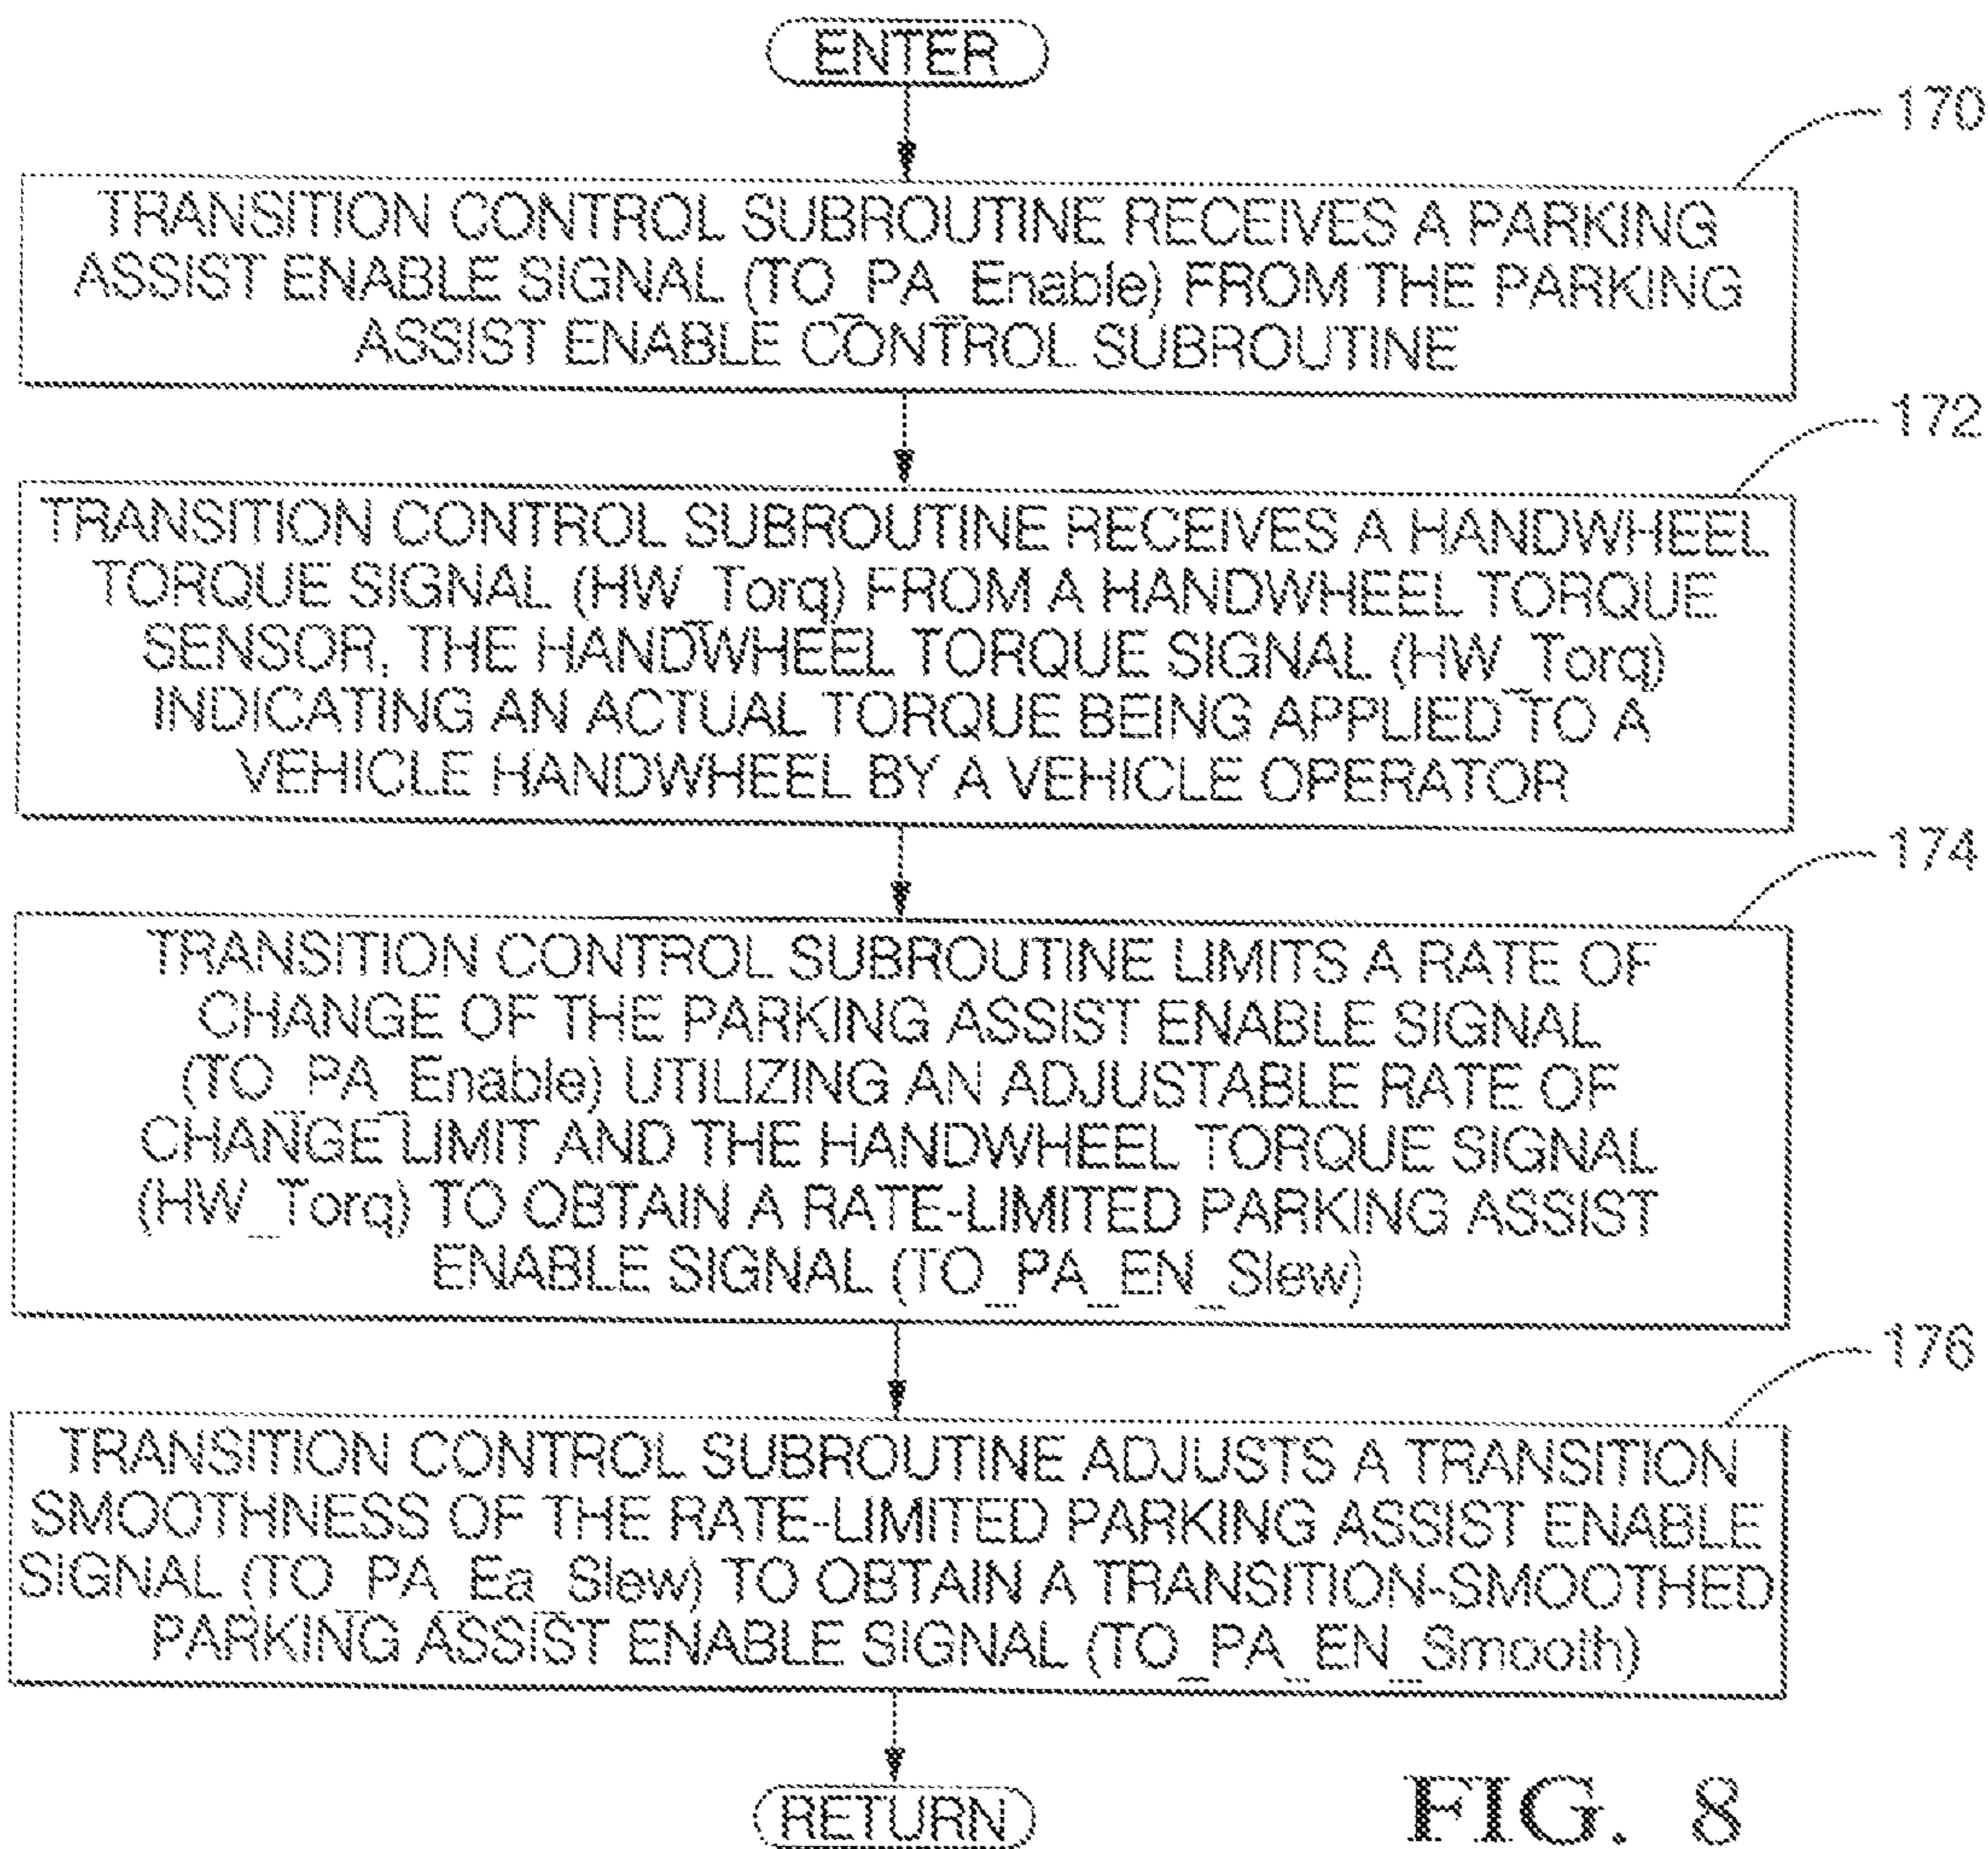 ENTER
170
TRANSITION CONTROL SUBROUTINE RECEIVES A PARKING
ASSIST ENABLE SIGNAL (TO_PA_Enable) FROM THE PARKING
ASSIST ENABLE CONTROL SUBROUTINE
172
TRANSITION CONTROL SUBROUTINE RECEIVES A HANDWHEEL
TORQUE SIGNAL (HW_Torq) FROM A HANDWHEEL TORQUE
SENSOR, THE HANDWHEEL TORQUE SIGNAL (HW_Torq)
INDICATING AN ACTUAL TORQUE BEING APPLIED TO A
VEHICLE HANDWHEEL BY A VEHICLE OPERATOR
174
TRANSITION CONTROL SUBROUTINE LIMITS A RATE OF
CHANGE OF THE PARKING ASSIST ENABLE SIGNAL
(TO_PA_Enable) UTILIZING AN ADJUSTABLE RATE OF
CHANGE LIMIT AND THE HANDWHEEL TORQUE SIGNAL
(HW_Torq) TO OBTAIN A RATE-LIMITED PARKING ASSIST
ENABLE SIGNAL (TO_PA_EN_Slew)
176
TRANSITION CONTROL SUBROUTINE ADJUSTS A TRANSITION
SMOOTHNESS OF THE RATE-LIMITED PARKING ASSIST ENABLE
SIGNAL (TO_PA_Ea_Slew) TO OBTAIN A TRANSITION-SMOOTHED
PARKING ASSIST ENABLE SIGNAL (TO_PA_EN_Smooth)
RETURN
FIG. 8